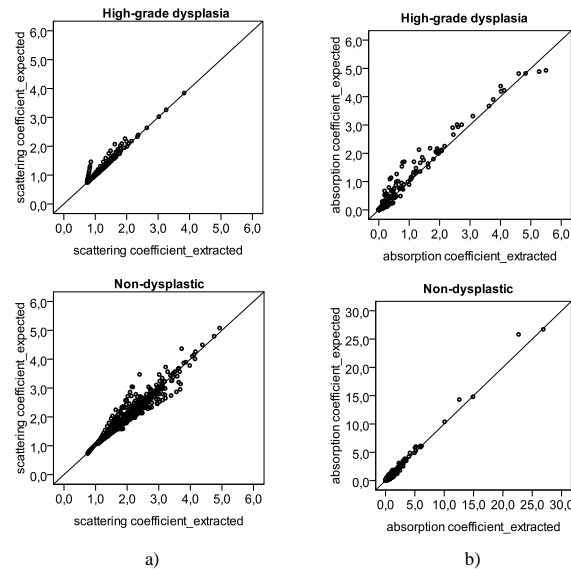 High-grade dysplasia
scattering coefficient_expected
6,0
5,0
4,0
3,0
2,0
1,0
0,0
0,0 1,0 2,0 3,0 4,0 5,0 6,0
scattering coefficient_extracted
High-grade dysplasia
absorption coefficient_expected
6,0
5,0
4,0
3,0
2,0
1,0
0,0
0,0 1,0 2,0 3,0 4,0 5,0 6,0
absorption coefficient_extracted
Non-dysplastic
scattering coefficient_expected
6,0
5,0
4,0
3,0
2,0
1,0
0,0
0,0 1,0 2,0 3,0 4,0 5,0 6,0
scattering coefficient_extracted
Non-dysplastic
absorption coefficient_expected
30,0
25,0
20,0
15,0
10,0
5,0
0,0
0,0 5,0 10,0 15,0 20,0 25,0 30,0
absorption coefficient_extracted
a)
b)